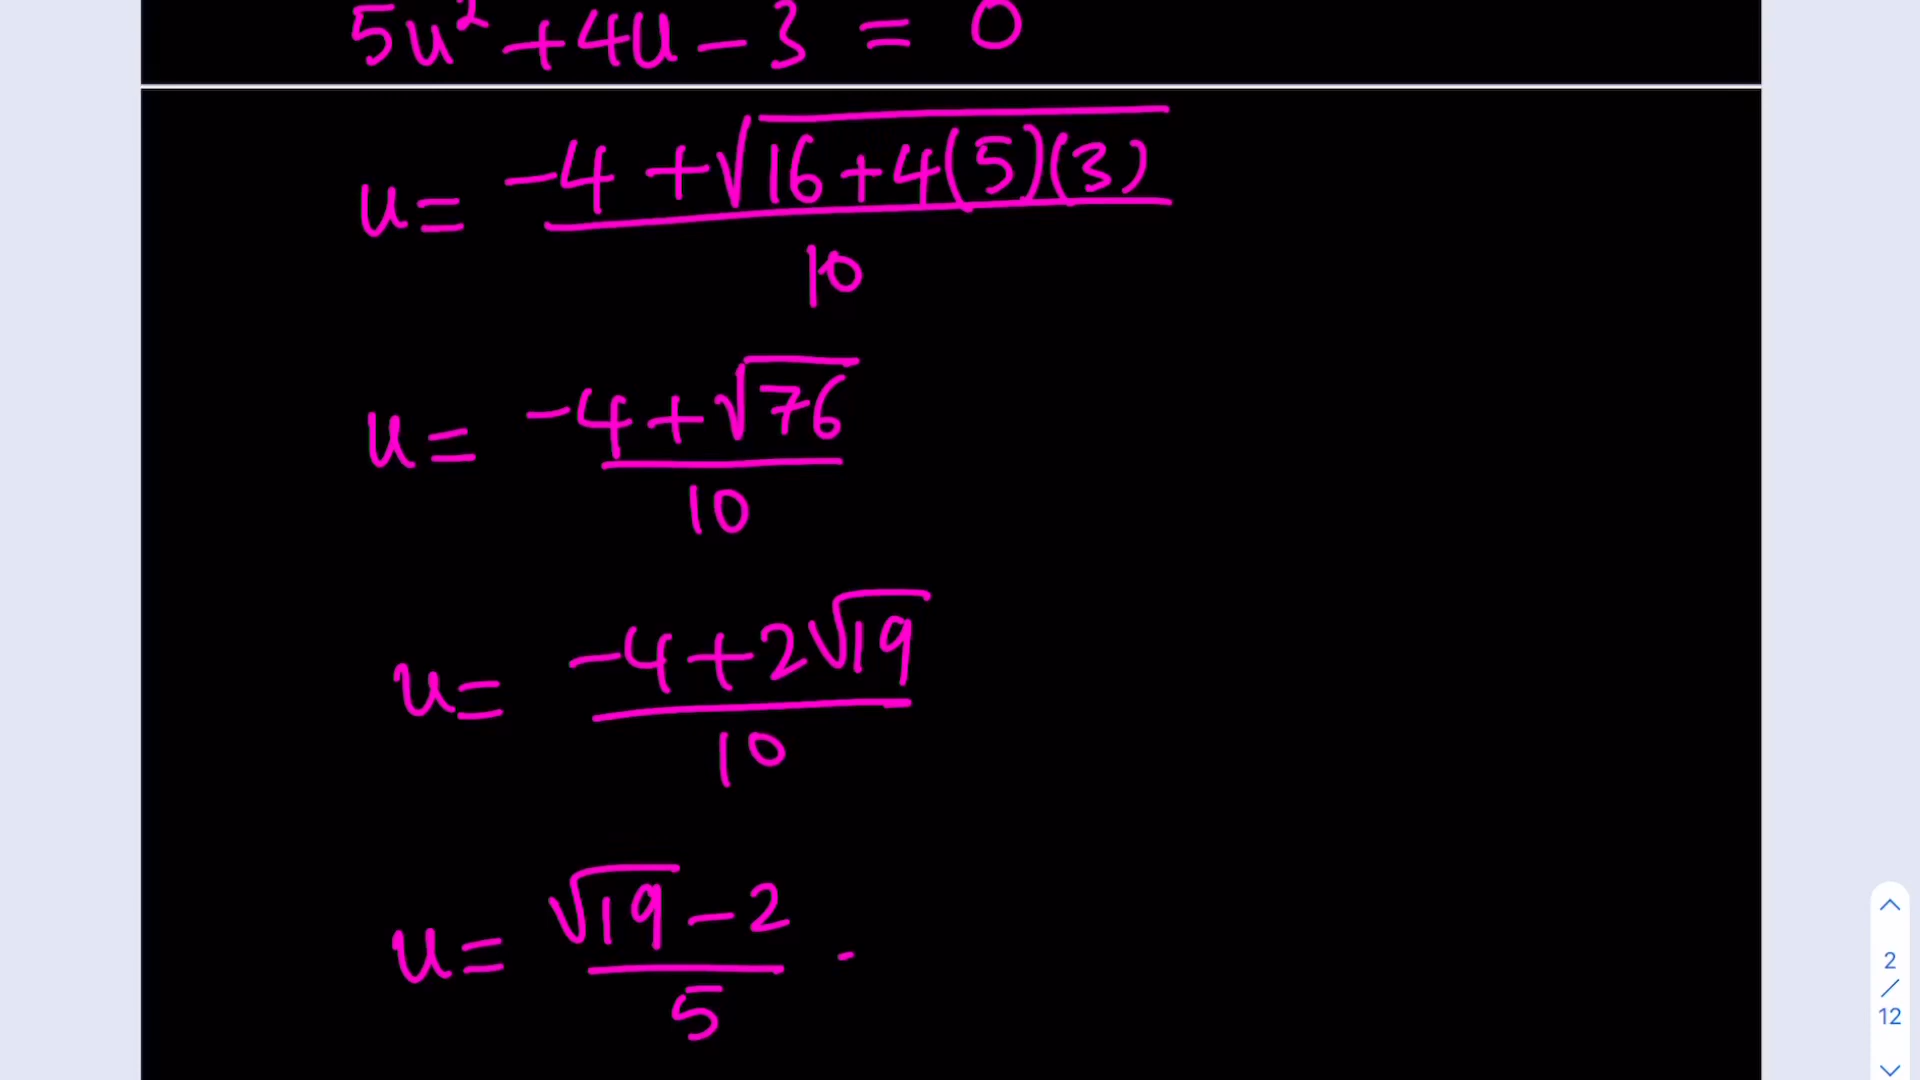 5u² + 4u - 3 = 0
u = -4 + √16 + 4(5)(3)
10
u = -4 + √76
10
u = -4 + 2√19
10
u = √19 - 2
5
2
/
12